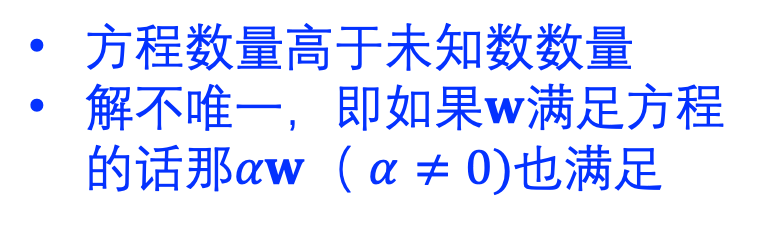 • 方程数量高于未知数数量
• 解不唯一，即如果𝐰满足方程
的话那𝛼𝐰（𝛼 ≠ 0)也满足